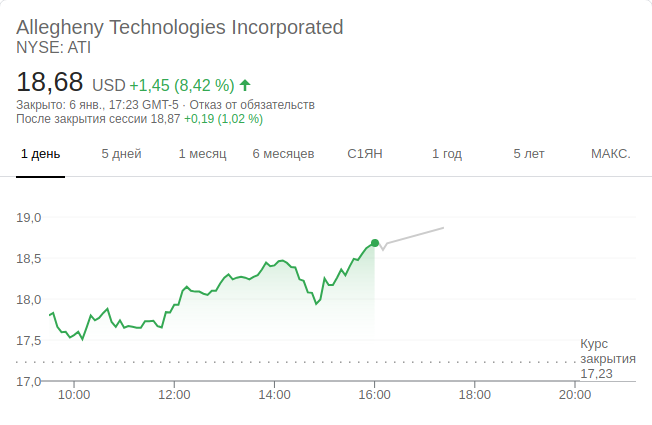 Allegheny Technologies Incorporated
NYSE: ATI
18,68 USD +1,45 (8,42 %)
Закрыто: 6 янв., 17:23 GMT-5 · Отказ от обязательств
После закрытия сессии 18,87 +0,19 (1,02 %)
1 день 5 дней 1 месяц 6 месяцев С1ЯН 1 год 5 лет МАКС.
19,0
18,5
18,0
17,5
17,0
Курс
закрытия
17,23
10:00 12:00 14:00 16:00 18:00 20:00